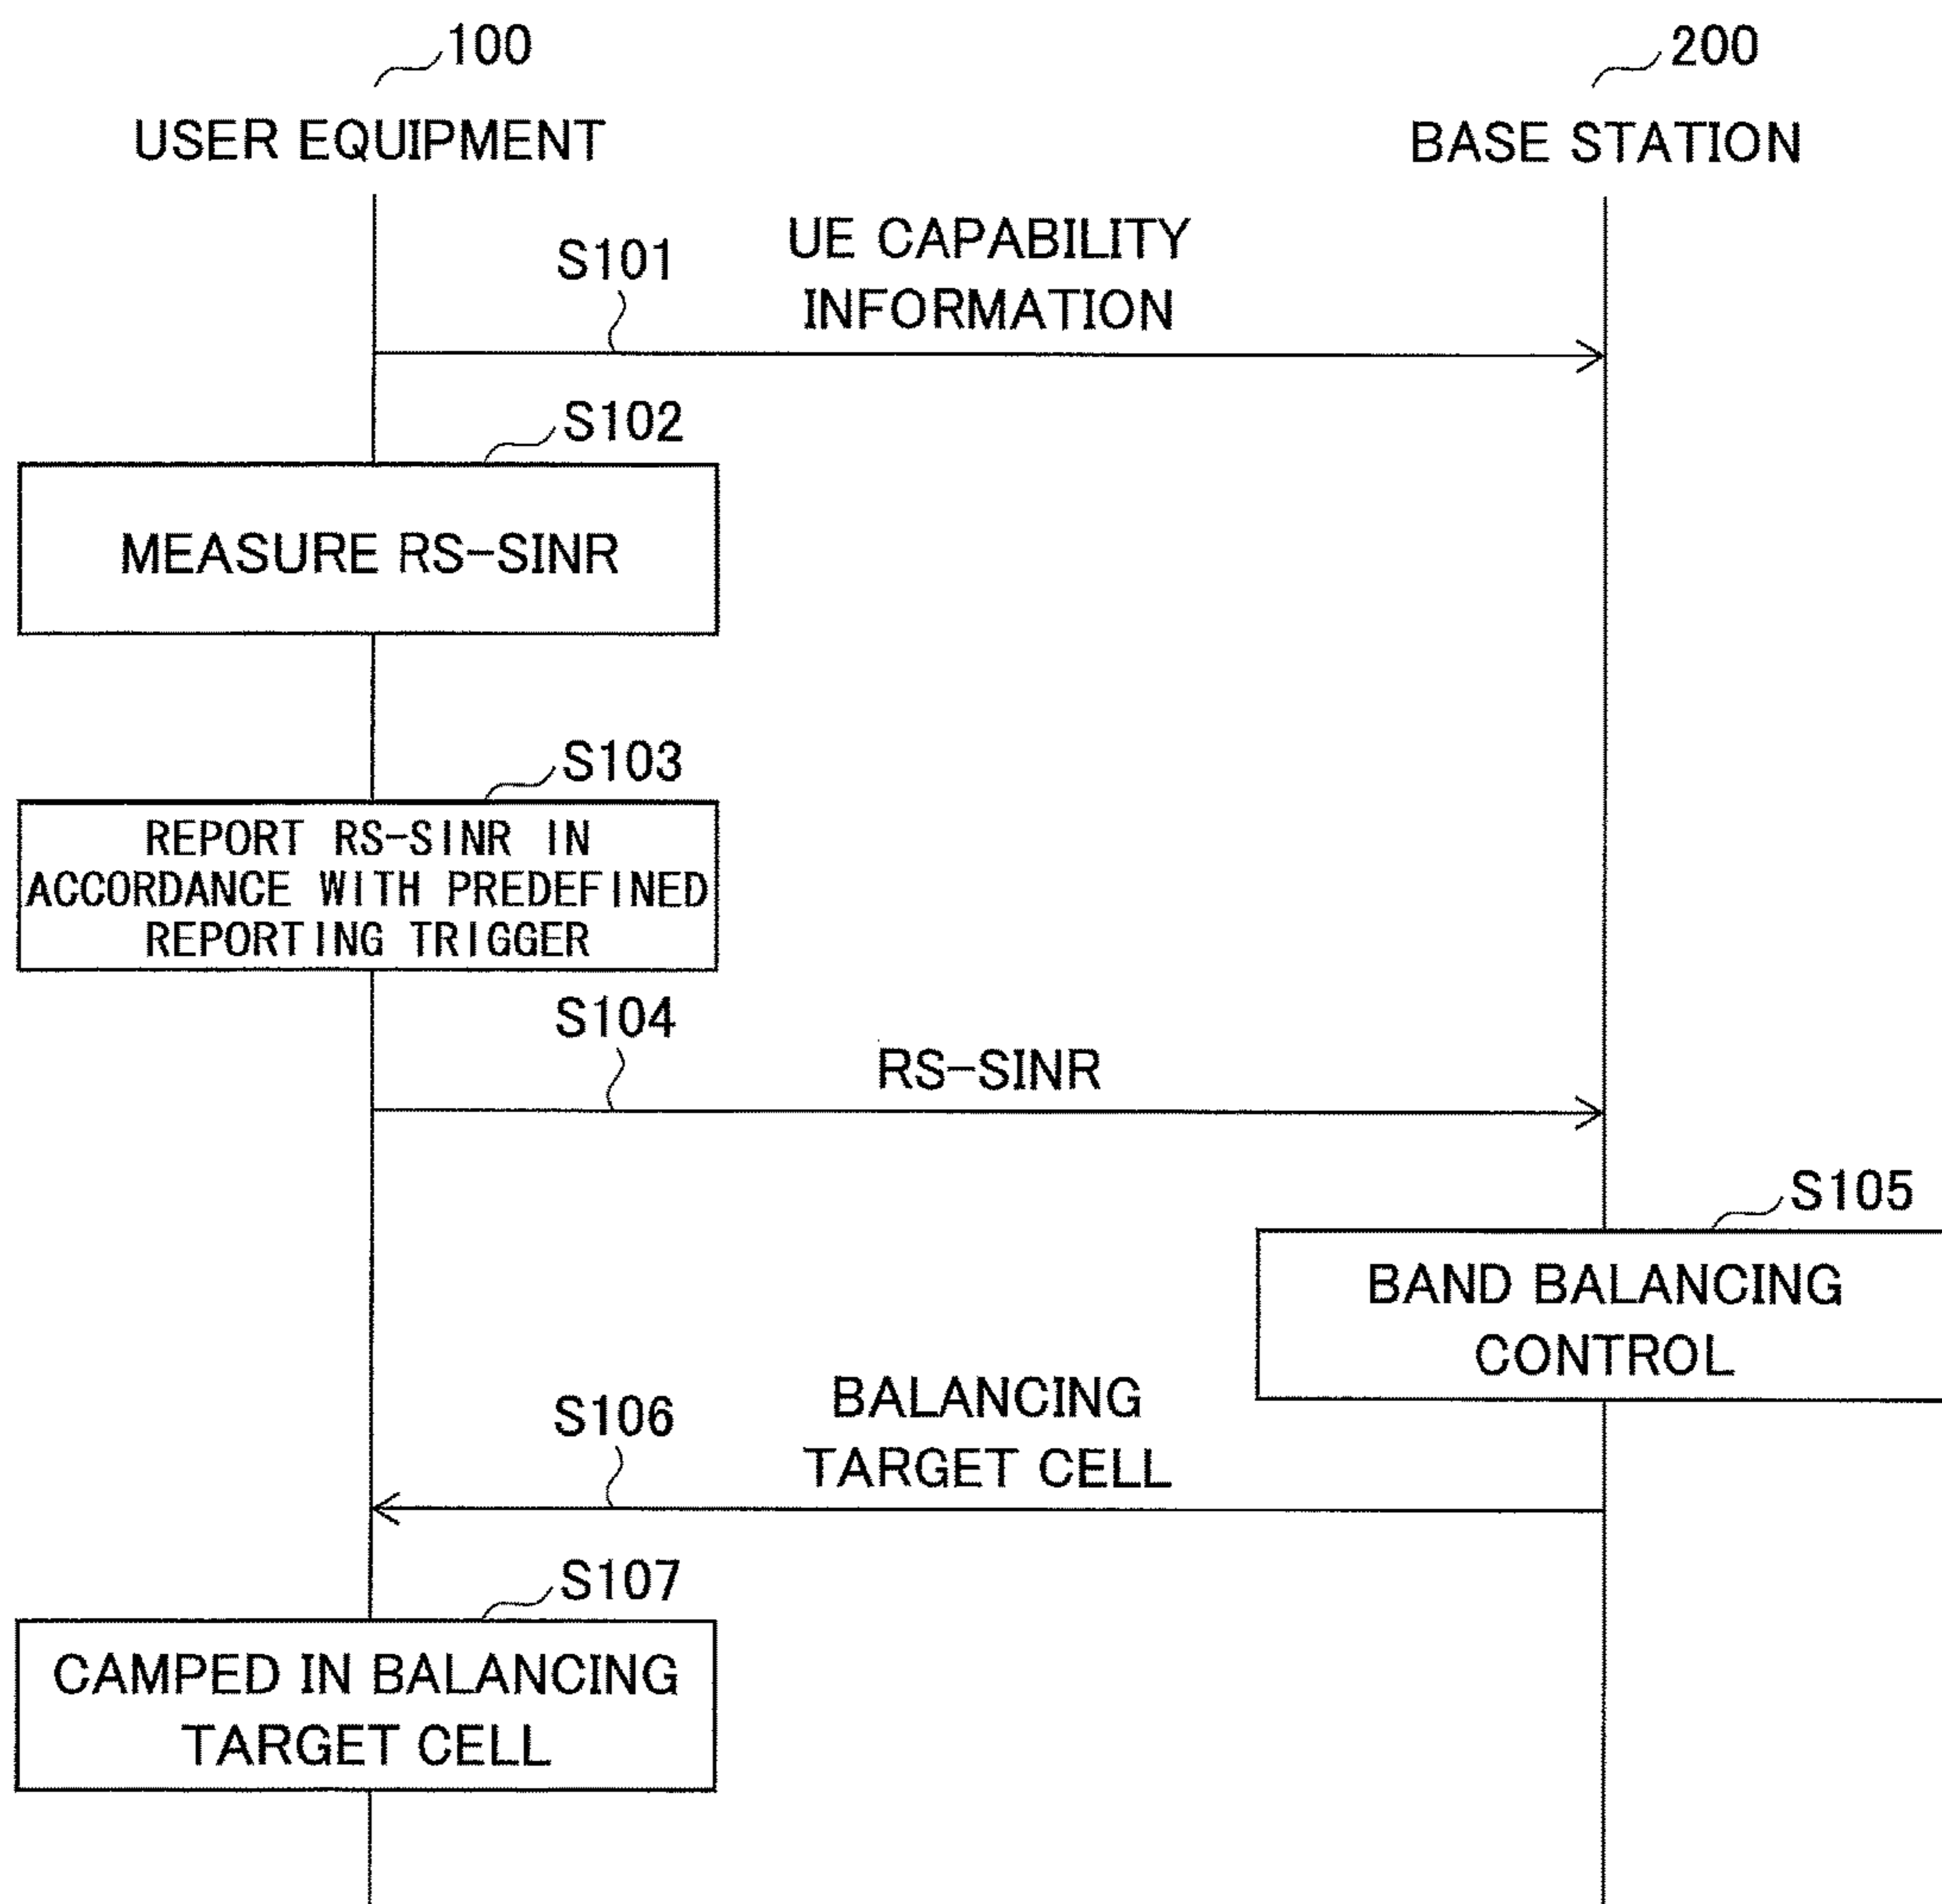 100
200
USER EQUIPMENT
BASE STATION
S101
UE CAPABILITY
INFORMATION
S102
MEASURE RS-SINR
S103
REPORT RS-SINR IN
ACCORDANCE WITH PREDEFINED
REPORTING TRIGGER
S104
RS-SINR
S105
BAND BALANCING
CONTROL
S106
BALANCING
TARGET CELL
S107
CAMPED IN BALANCING
TARGET CELL